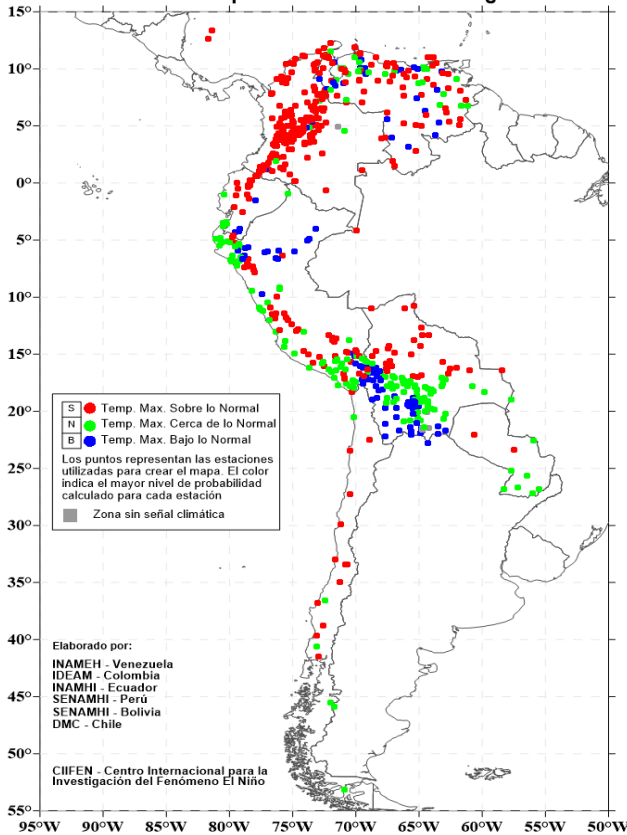 15°
10°
5°
0°
5°
10°
15°
20°
25°
30°
35°
40°
45°
50°
55°
S Temp. Max. Sobre lo Normal
N Temp. Max. Cerca de lo Normal
B Temp. Max. Bajo lo Normal
Los puntos representan las estaciones
utilizadas para crear el mapa. El color
indica el mayor nivel de probabilidad
calculado para cada estación
Zona sin señal climática
Elaborado por:
INAMEH - Venezuela
IDEAM - Colombia
INAMHI - Ecuador
SENAMHI - Perú
SENAMHI - Bolivia
DMC - Chile
CIIFEN - Centro Internacional para la
Investigación del Fenómeno El Niño
95°W 90°W 85°W 80°W 75°W 70°W 65°W 60°W 55°W 50°W